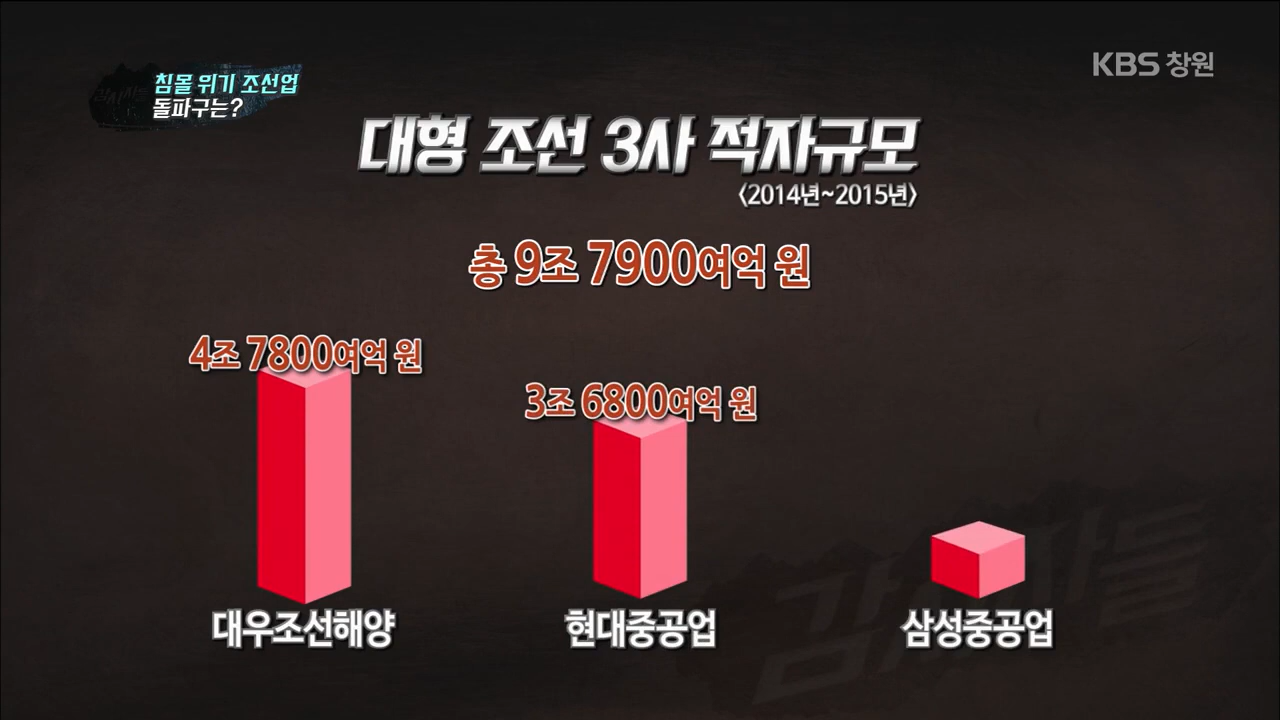 침몰 위기 조선업
돌파구는?
KBS 창원
대형 조선 3사 적자규모
<2014년~2015년>
총 9조 7900여억 원
4조 7800여억 원
3조 6800여억 원
대우조선해양
현대중공업
삼성중공업
감시자들